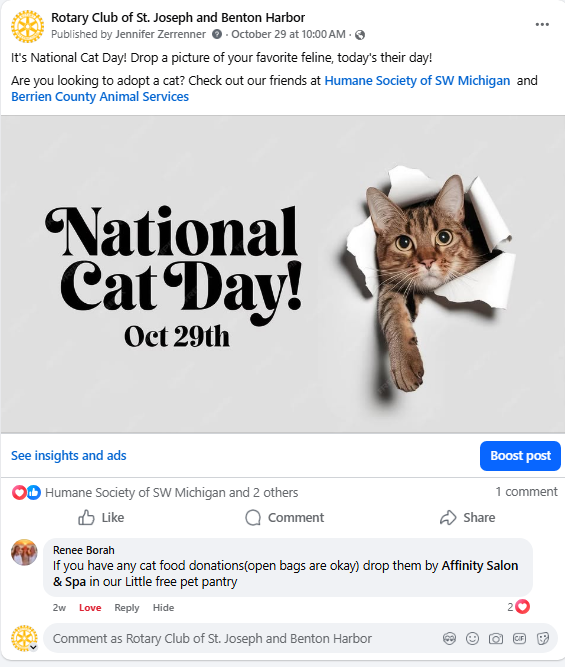 Rotary Club of St. Joseph and Benton Harbor
Published by Jennifer Zerrenner · October 29 at 10:00 AM ·
It's National Cat Day! Drop a picture of your favorite feline, today's their day!
Are you looking to adopt a cat? Check out our friends at Humane Society of SW Michigan and
Berrien County Animal Services
National
Cat Day!
Oct 29th
See insights and ads
Boost post
Humane Society of SW Michigan and 2 others
1 comment
Like
Comment
Share
Renee Borah
If you have any cat food donations(open bags are okay) drop them by Affinity Salon
& Spa in our Little free pet pantry
2w Love Reply Hide
2
Comment as Rotary Club of St. Joseph and Benton Harbor
GIF